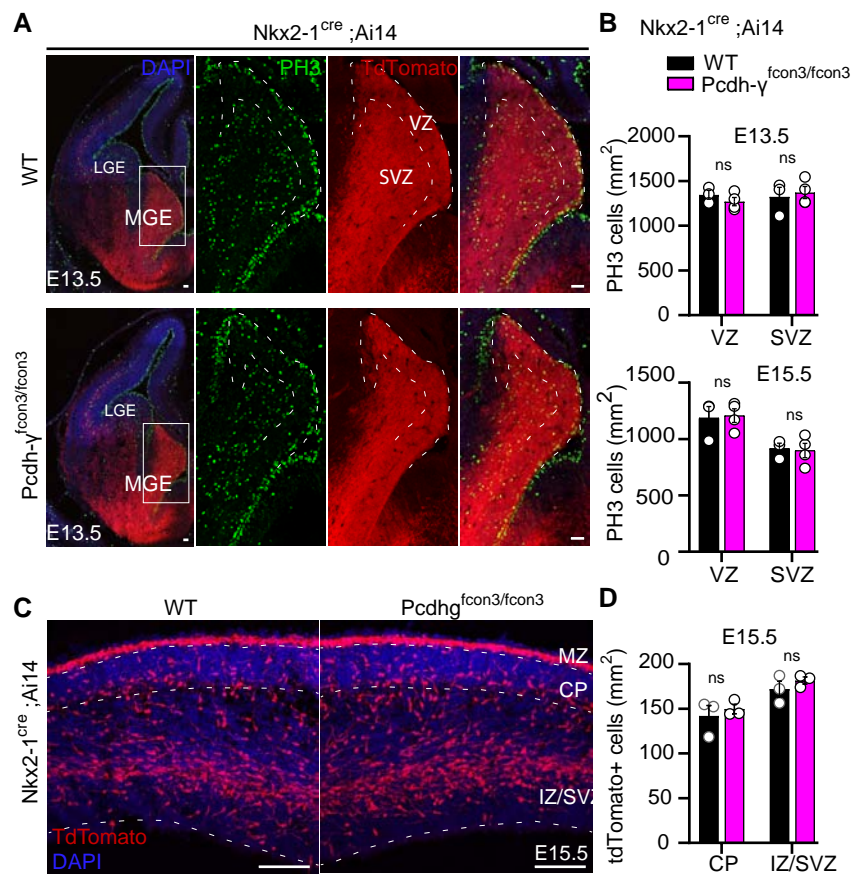 A
Nkx2-1cre ;Ai14
DAPI
PH3
TdTomato
WT
LGE
MGE
E13.5
VZ
SVZ
Pcdh-γfcon3/fcon3
LGE
MGE
E13.5
B
Nkx2-1cre ;Ai14
WT
Pcdh-γfcon3/fcon3
E13.5
PH3 cells (mm2)
2000
1500
1000
500
0
ns
ns
VZ
SVZ
E15.5
PH3 cells (mm2)
1500
1000
500
0
ns
ns
VZ
SVZ
C
WT
Pcdhgfcon3/fcon3
Nkx2-1cre ;Ai14
MZ
CP
IZ/SVZ
TdTomato
DAPI
E15.5
D
E15.5
tdTomato+ cells (mm2)
200
150
100
50
0
ns
ns
CP
IZ/SVZ